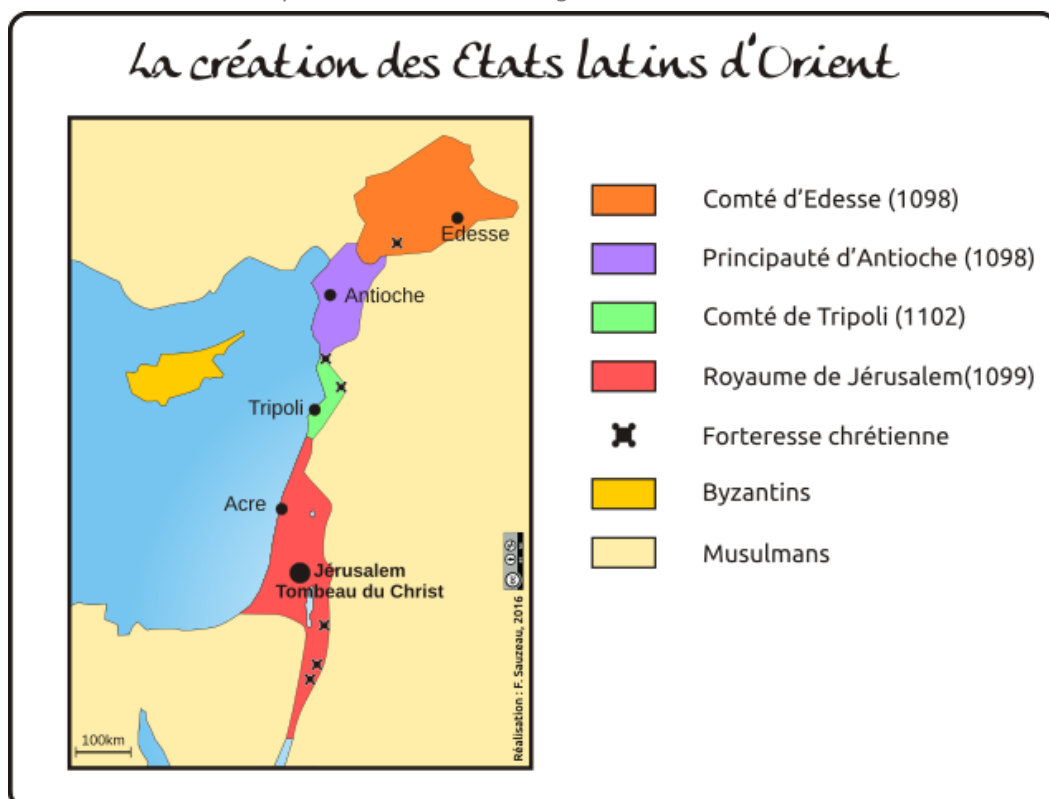 La création des Etats latins d'Orient
Edesse
Antioche
Tripoli
Acre
Jérusalem
Tombeau du Christ
100km
Réalisation : F. Sauzeau, 2016
Comté d'Edesse (1098)
Principauté d'Antioche (1098)
Comté de Tripoli (1102)
Royaume de Jérusalem(1099)
Forteresse chrétienne
Byzantins
Musulmans